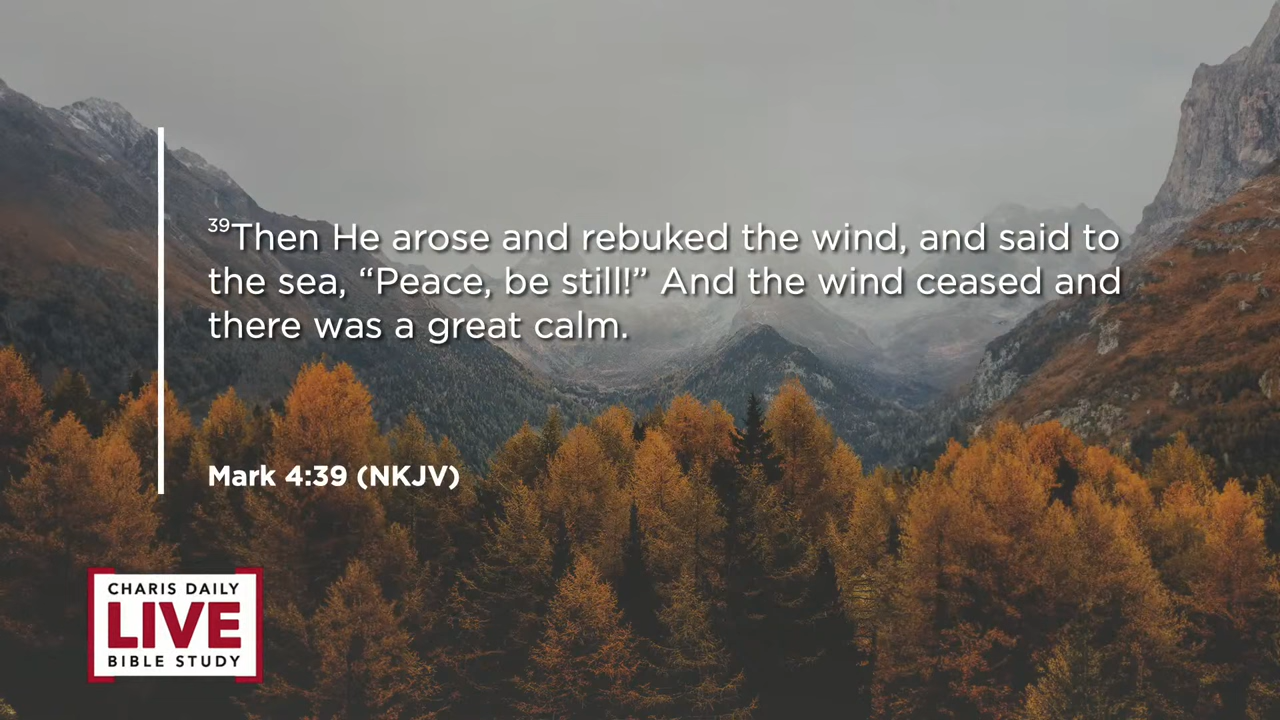 39Then He arose and rebuked the wind, and said to
the sea, “Peace, be still!” And the wind ceased and
there was a great calm.
Mark 4:39 (NKJV)
CHARIS DAILY
LIVE
BIBLE STUDY